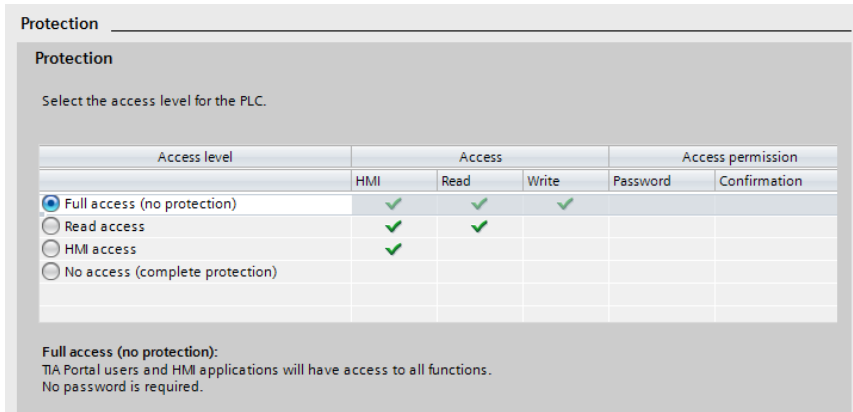 Protection
Protection
Select the access level for the PLC.
Access level Access Access permission
HMI Read Write Password Confirmation
Full access (no protection)
Read access
HMI access
No access (complete protection)
Full access (no protection):
TIA Portal users and HMI applications will have access to all functions.
No password is required.